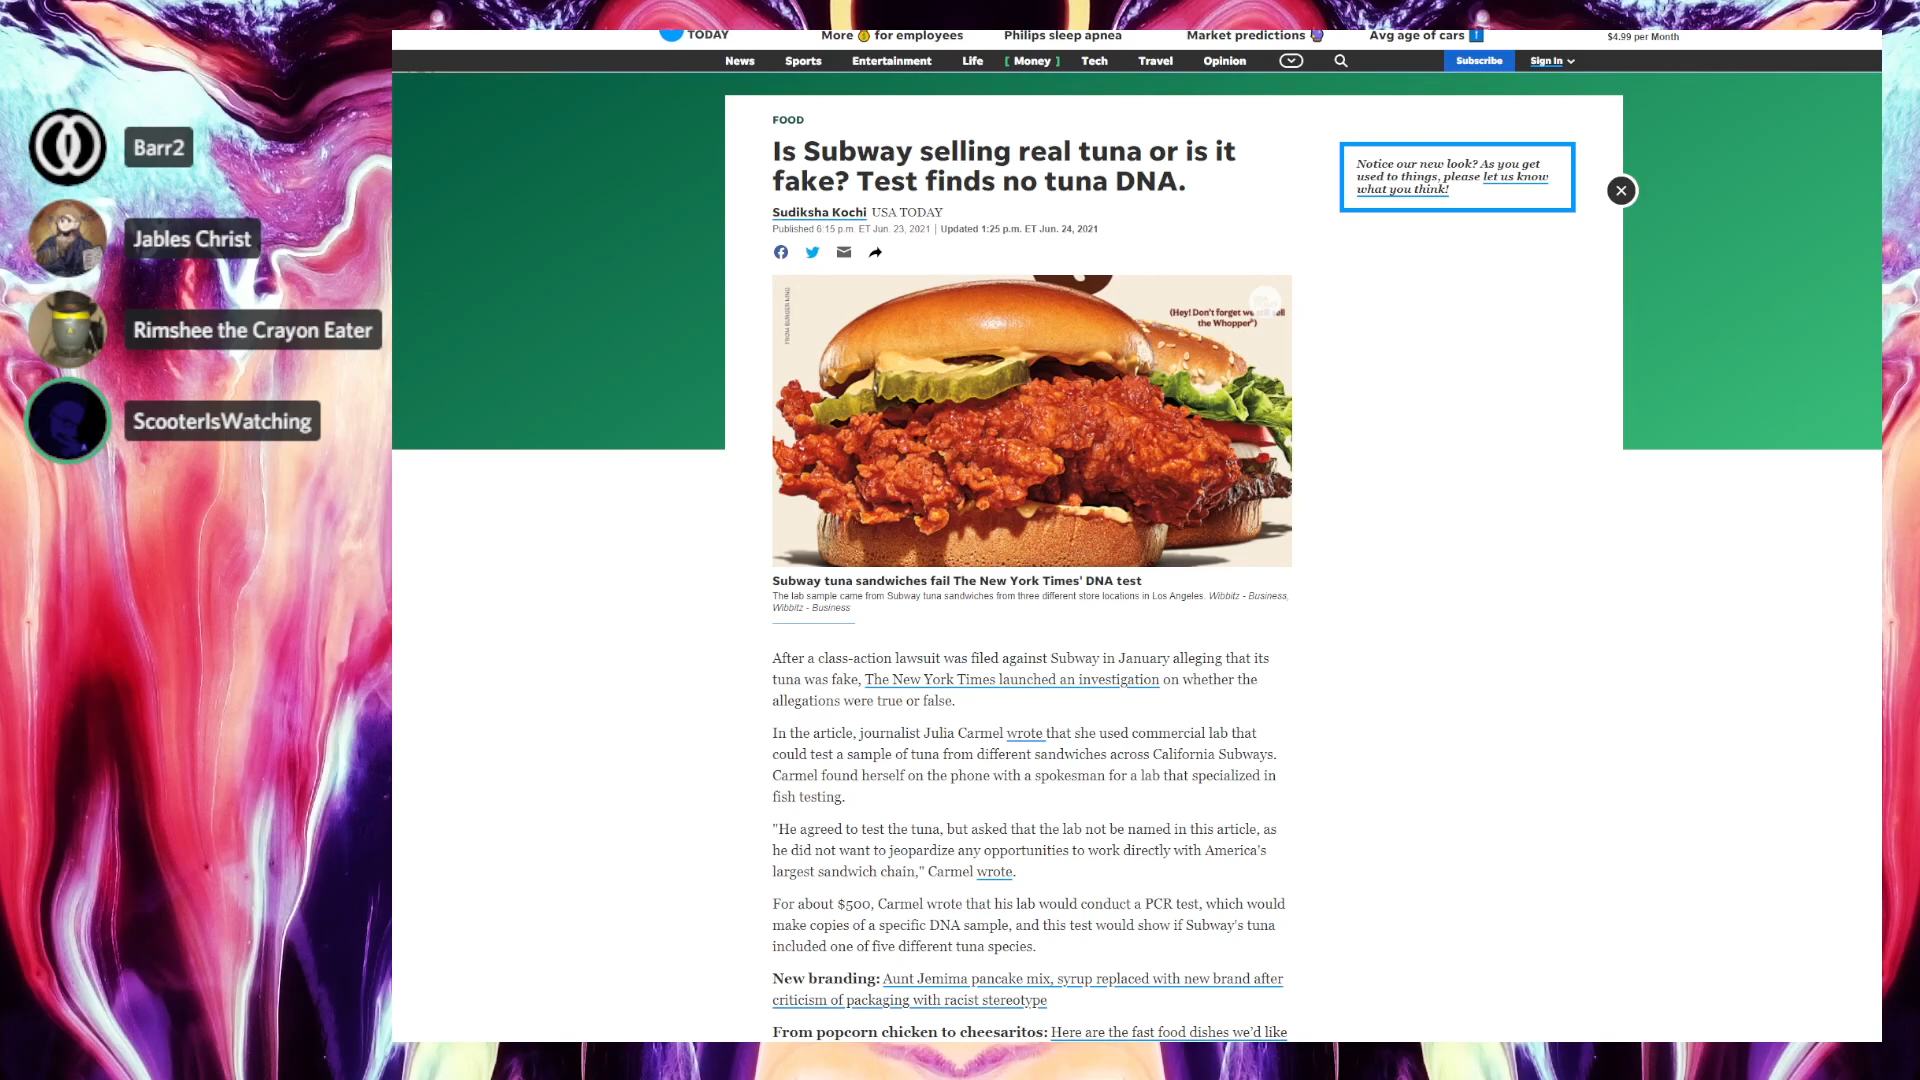 TODAY
More for employees
Philips sleep apnea
Market predictions
Avg age of cars
$4.99 per Month
News Sports Entertainment Life [ Money ] Tech Travel Opinion
Subscribe
Sign In
Barr2
Jables Christ
Rimshee the Crayon Eater
ScooterIsWatching
FOOD
Is Subway selling real tuna or is it
fake? Test finds no tuna DNA.
Sudiksha Kochi USA TODAY
Published 6:15 p.m. ET Jun. 23, 2021 | Updated 1:25 p.m. ET Jun. 24, 2021
Notice our new look? As you get
used to things, please let us know
what you think!
FROM BURGER KING
(Hey! Don't forget we still sell
the Whopper)
Subway tuna sandwiches fail The New York Times' DNA test
The lab sample came from Subway tuna sandwiches from three different store locations in Los Angeles. Wibbitz - Business,
Wibbitz - Business
After a class-action lawsuit was filed against Subway in January alleging that its
tuna was fake, The New York Times launched an investigation on whether the
allegations were true or false.
In the article, journalist Julia Carmel wrote that she used commercial lab that
could test a sample of tuna from different sandwiches across California Subways.
Carmel found herself on the phone with a spokesman for a lab that specialized in
fish testing.
"He agreed to test the tuna, but asked that the lab not be named in this article, as
he did not want to jeopardize any opportunities to work directly with America's
largest sandwich chain," Carmel wrote.
For about $500, Carmel wrote that his lab would conduct a PCR test, which would
make copies of a specific DNA sample, and this test would show if Subway's tuna
included one of five different tuna species.
New branding: Aunt Jemima pancake mix, syrup replaced with new brand after
criticism of packaging with racist stereotype
From popcorn chicken to cheesaritos: Here are the fast food dishes we'd like